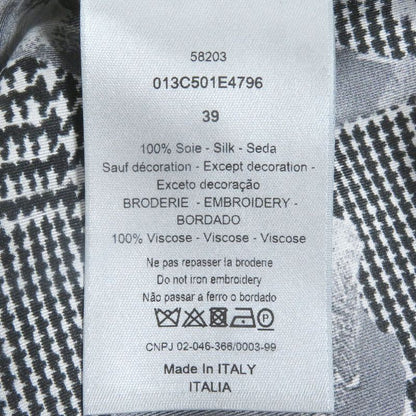 58203
013C501E4796
39
100% Soie - Silk - Seda
Sauf décoration - Except decoration -
Exceto decoração
BRODERIE - EMBROIDERY -
BORDADO
100% Viscose - Viscose - Viscose
Ne pas repasser la broderie
Do not iron embroidery
Não passar a ferro o bordado
P
CNPJ 02-046-366/0003-99
Made In ITALY
ITALIA